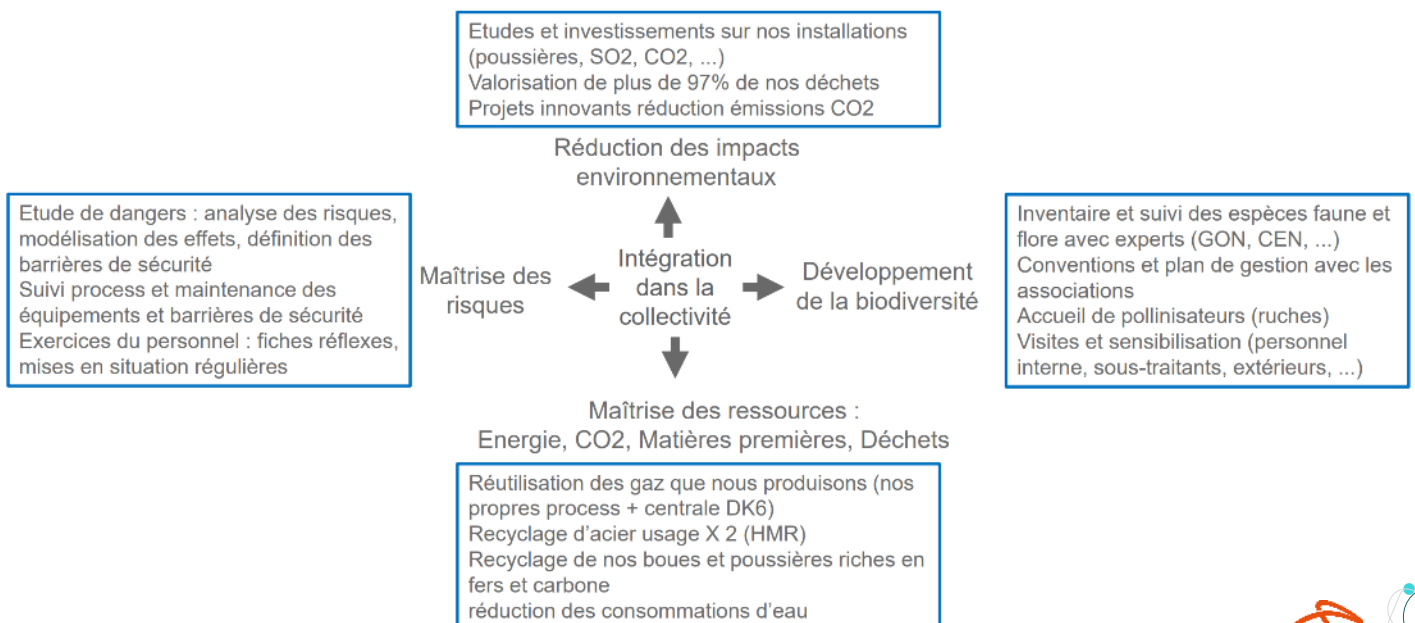 Etudes et investissements sur nos installations
(poussières, SO2, CO2, ...)
Valorisation de plus de 97% de nos déchets
Projets innovants réduction émissions CO2
Réduction des impacts
environnementaux
Etude de dangers : analyse des risques,
modélisation des effets, définition des
barrières de sécurité
Suivi process et maintenance des
équipements et barrières de sécurité
Exercices du personnel : fiches réflexes,
mises en situation régulières
Maîtrise des
risques
Intégration
dans la
collectivité
Développement
de la biodiversité
Inventaire et suivi des espèces faune et
flore avec experts (GON, CEN, ...)
Conventions et plan de gestion avec les
associations
Accueil de pollinisateurs (ruches)
Visites et sensibilisation (personnel
interne, sous-traitants, extérieurs, ...)
Maîtrise des ressources :
Energie, CO2, Matières premières, Déchets
Réutilisation des gaz que nous produisons (nos
propres process + centrale DK6)
Recyclage d'acier usage X 2 (HMR)
Recyclage de nos boues et poussières riches en
fers et carbone
réduction des consommations d'eau